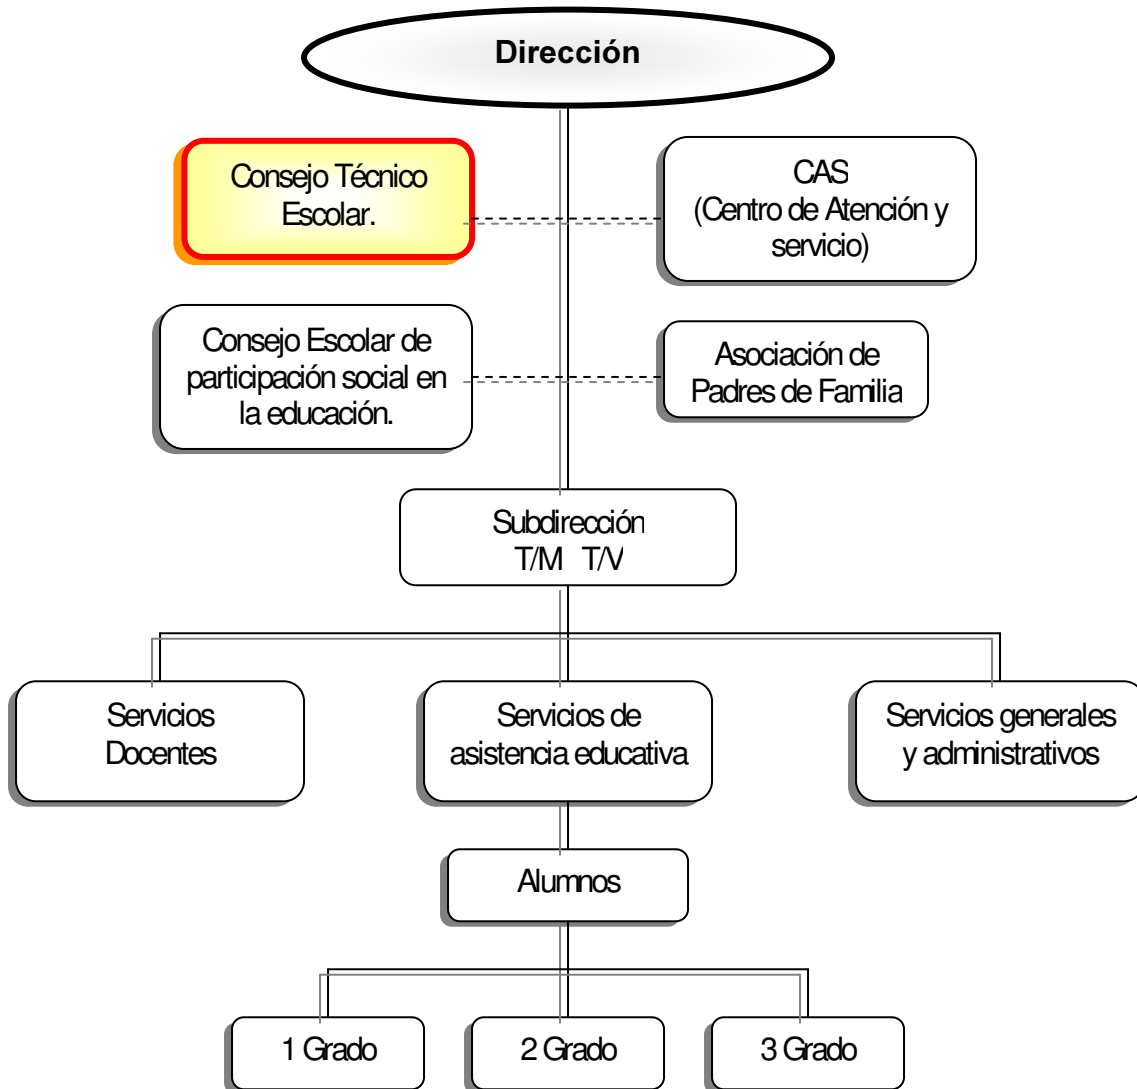 Dirección
Consejo Técnico
Escolar.
CAS
(Centro de Atención y
servicio)
Consejo Escolar de
participación social en
la educación.
Asociación de
Padres de Familia
Subdirección
T/M T/V
Servicios
Docentes
Servicios de
asistencia educativa
Servicios generales
y administrativos
Alumnos
1 Grado
2 Grado
3 Grado